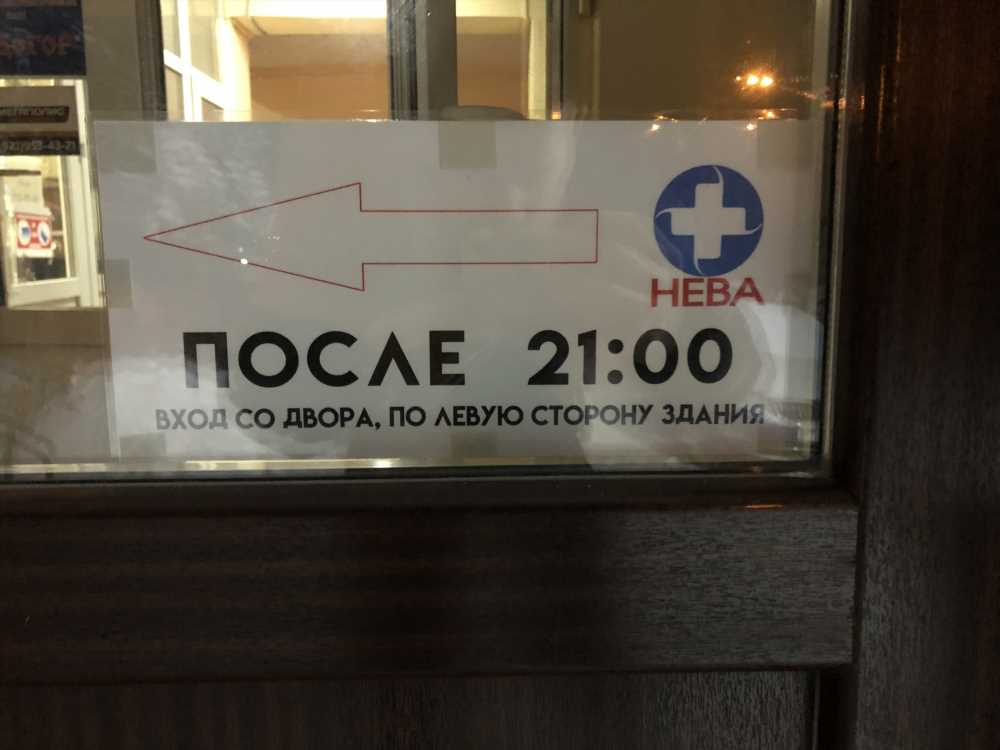 НЕВА
ПОСЛЕ 21:00
ВХОД СО ДВОРА, ПО ЛЕВУЮ СТОРОНУ ЗДАНИЯ